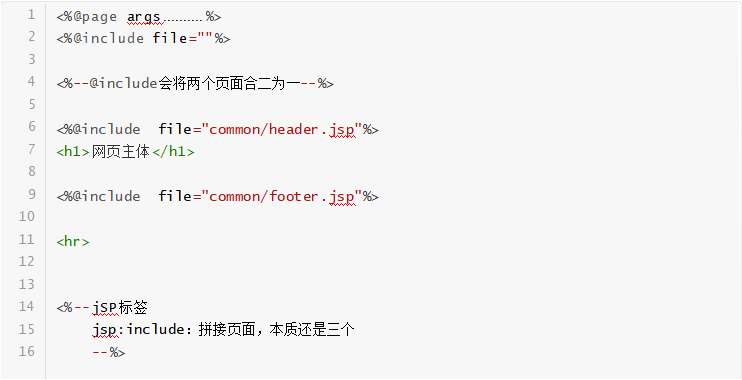 1 <%@page args.......... %>
2 <%@include file=""%>
3
4 <%--@include会将两个页面合二为一--%>
5
6 <%@include  file="common/header.jsp"%>
7 <h1>网页主体</h1>
8
9 <%@include  file="common/footer.jsp"%>
10
11 <hr>
12
13
14 <%--jSP标签
15     jsp:include: 拼接页面，本质还是三个
16     --%>